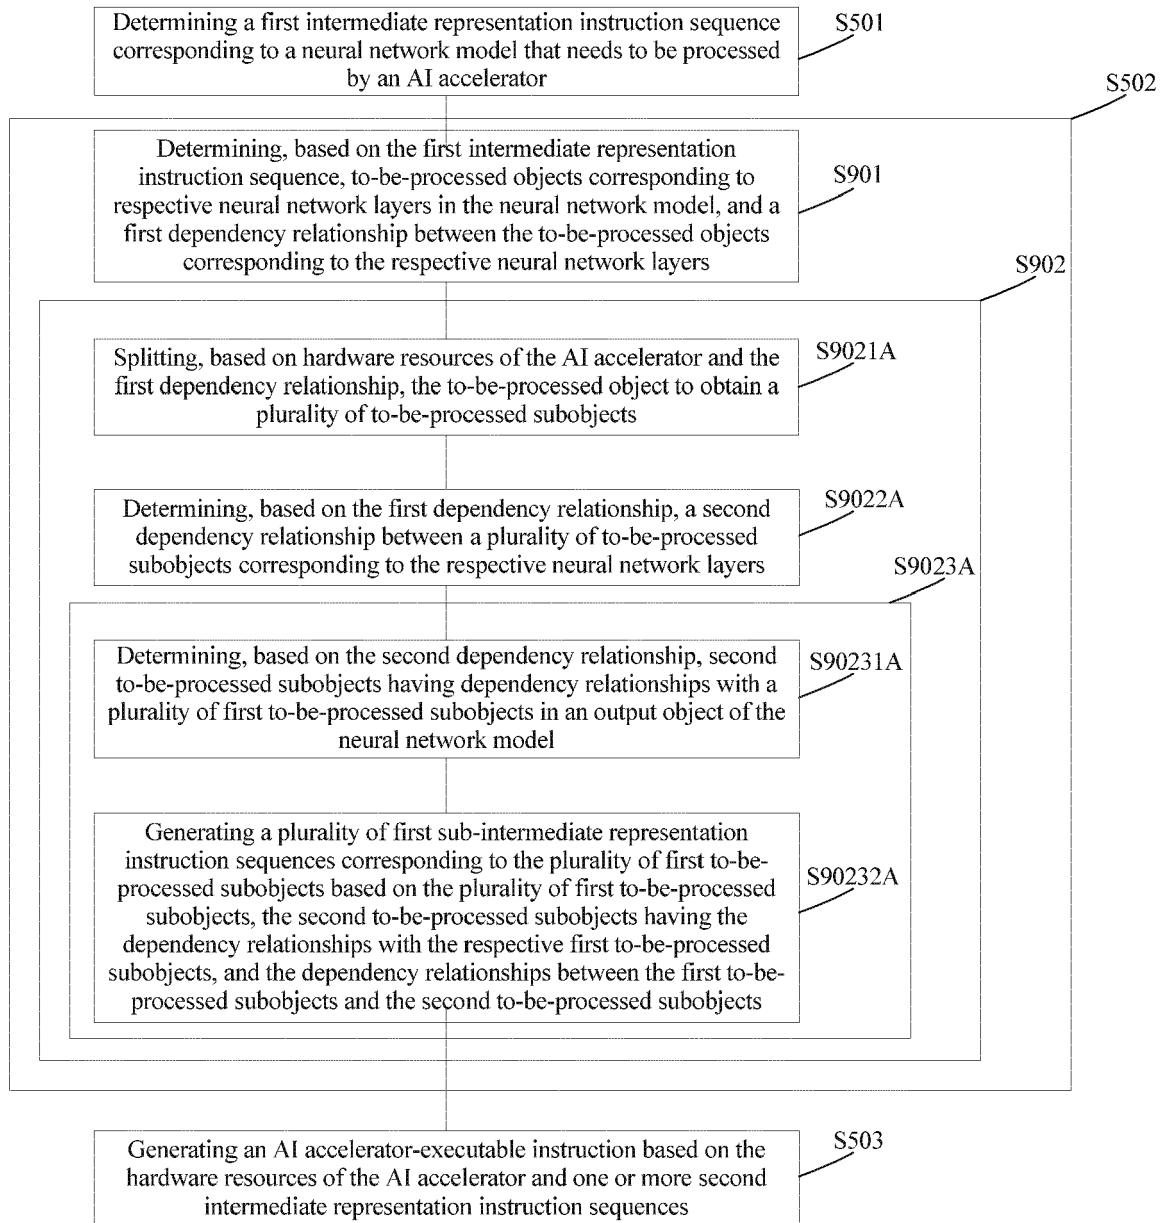 Determining a first intermediate representation instruction sequence
corresponding to a neural network model that needs to be processed
by an AI accelerator
S501
S502
Determining, based on the first intermediate representation
instruction sequence, to-be-processed objects corresponding to
respective neural network layers in the neural network model, and a
first dependency relationship between the to-be-processed objects
corresponding to the respective neural network layers
S901
S902
Splitting, based on hardware resources of the AI accelerator and the
first dependency relationship, the to-be-processed object to obtain a
plurality of to-be-processed subobjects
S9021A
Determining, based on the first dependency relationship, a second
dependency relationship between a plurality of to-be-processed
subobjects corresponding to the respective neural network layers
S9022A
S9023A
Determining, based on the second dependency relationship, second
to-be-processed subobjects having dependency relationships with a
plurality of first to-be-processed subobjects in an output object of the
neural network model
S90231A
Generating a plurality of first sub-intermediate representation
instruction sequences corresponding to the plurality of first to-be-
processed subobjects based on the plurality of first to-be-processed
subobjects, the second to-be-processed subobjects having the
dependency relationships with the respective first to-be-processed
subobjects, and the dependency relationships between the first to-be-
processed subobjects and the second to-be-processed subobjects
S90232A
Generating an AI accelerator-executable instruction based on the
hardware resources of the AI accelerator and one or more second
intermediate representation instruction sequences
S503